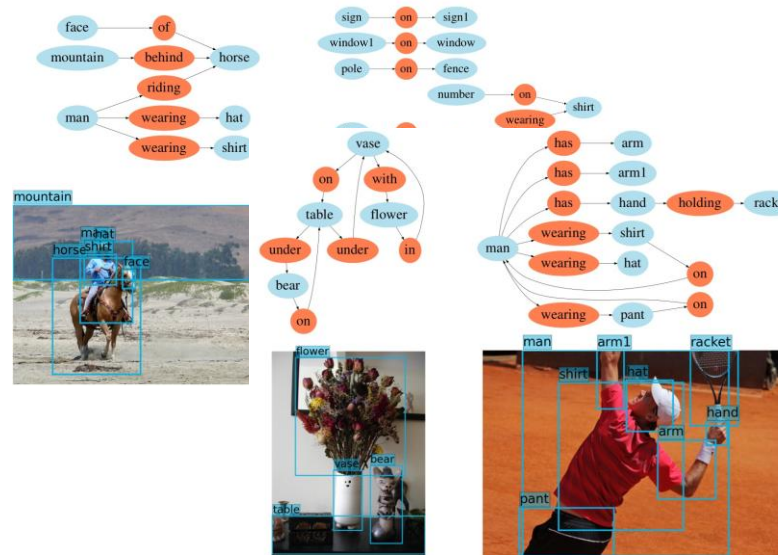 face of
mountain behind horse
riding
man wearing hat
wearing shirt
sign on sign1
window1 on window
pole on fence
number on shirt
wearing
vase
on with
table flower
under under in
bear
on
has arm
has arm1
has hand holding rack
man wearing shirt
wearing hat
on
on
wearing pant
mountain
hat
shirt
horse face
flower
vase bear
table
man arm1 racket
shirt hat
hand
arm
pant